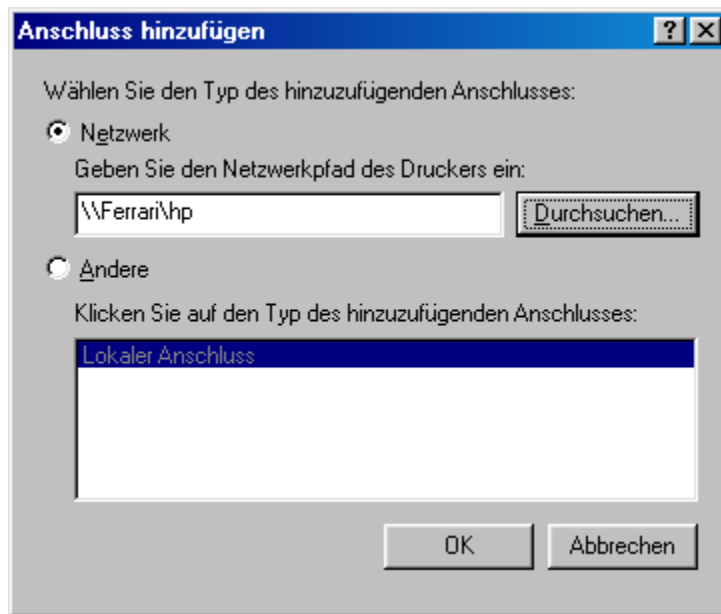 Anschluss hinzufügen
Wählen Sie den Typ des hinzuzufügenden Anschlusses:
Netzwerk
Geben Sie den Netzwerkpfad des Druckers ein:
\\Ferrari\hp Durchsuchen...
Andere
Klicken Sie auf den Typ des hinzuzufügenden Anschlusses:
Lokaler Anschluss
OK Abbrechen